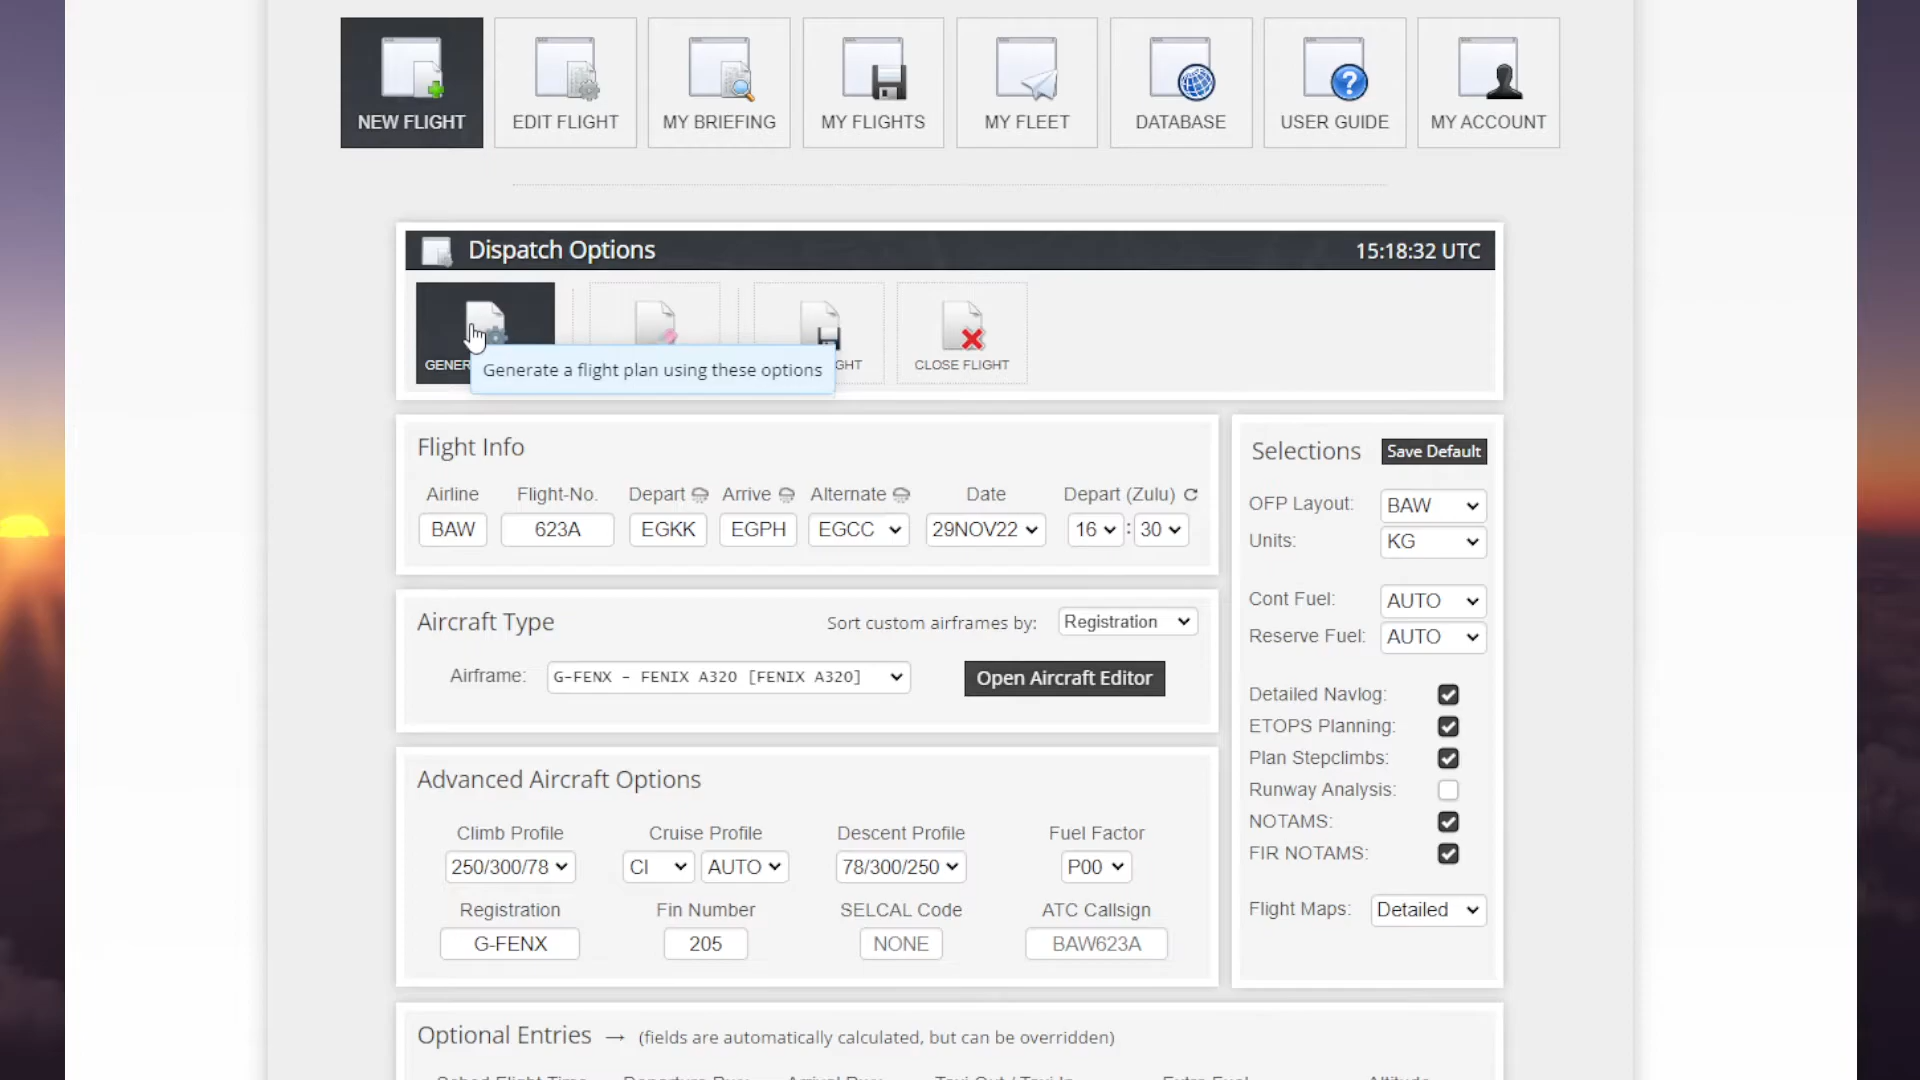 NEW FLIGHT
EDIT FLIGHT
MY BRIEFING
MY FLIGHTS
MY FLEET
DATABASE
USER GUIDE
MY ACCOUNT
Dispatch Options
15:18:32 UTC
GENER
GHT
CLOSE FLIGHT
Generate a flight plan using these options
Flight Info
Airline Flight-No. Depart Arrive Alternate Date Depart (Zulu)
BAW 623A EGKK EGPH EGCC 29NOV22 16 : 30
Aircraft Type
Sort custom airframes by: Registration
Airframe: G-FENX - FENIX A320 [FENIX A320]
Open Aircraft Editor
Advanced Aircraft Options
Climb Profile Cruise Profile Descent Profile Fuel Factor
250/300/78 CI AUTO 78/300/250 P00
Registration Fin Number SELCAL Code ATC Callsign
G-FENX 205 NONE BAW623A
Selections Save Default
OFP Layout: BAW
Units: KG
Cont Fuel: AUTO
Reserve Fuel: AUTO
Detailed Navlog:
ETOPS Planning:
Plan Stepclimbs:
Runway Analysis:
NOTAMS:
FIR NOTAMS:
Flight Maps: Detailed
Optional Entries → (fields are automatically calculated, but can be overridden)